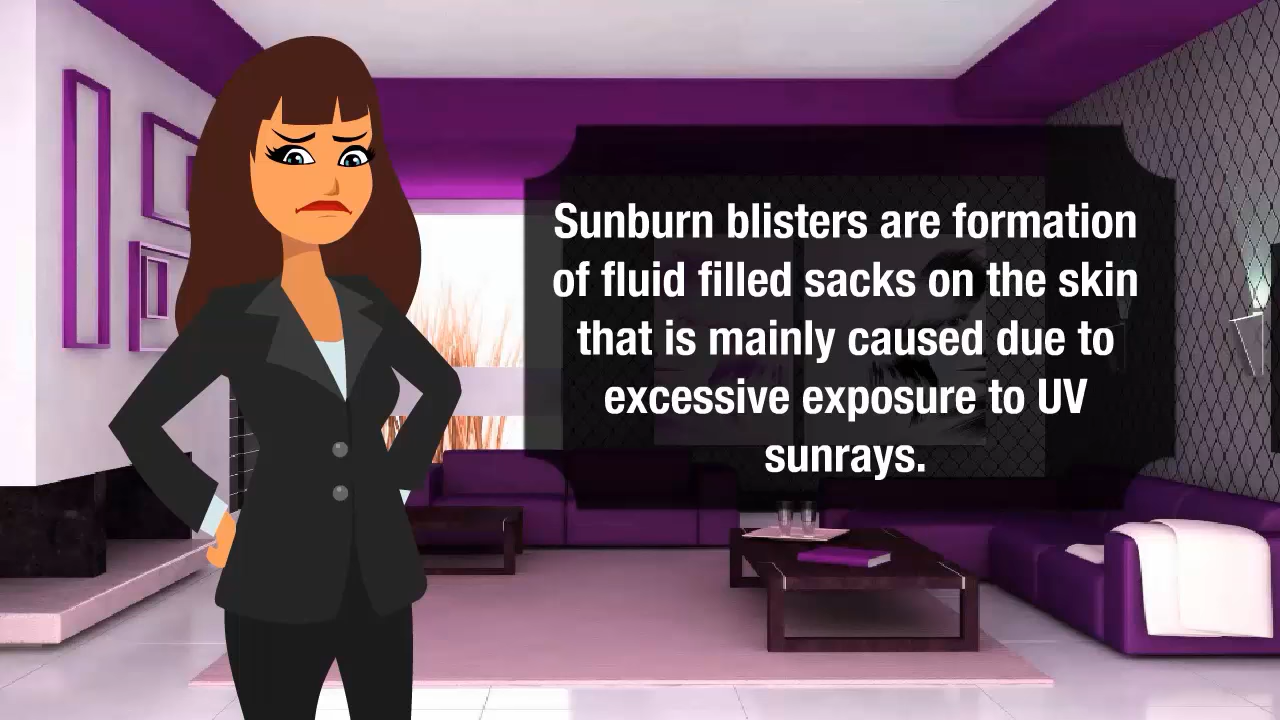 Sunburn blisters are formation
of fluid filled sacks on the skin
that is mainly caused due to
excessive exposure to UV
sunrays.